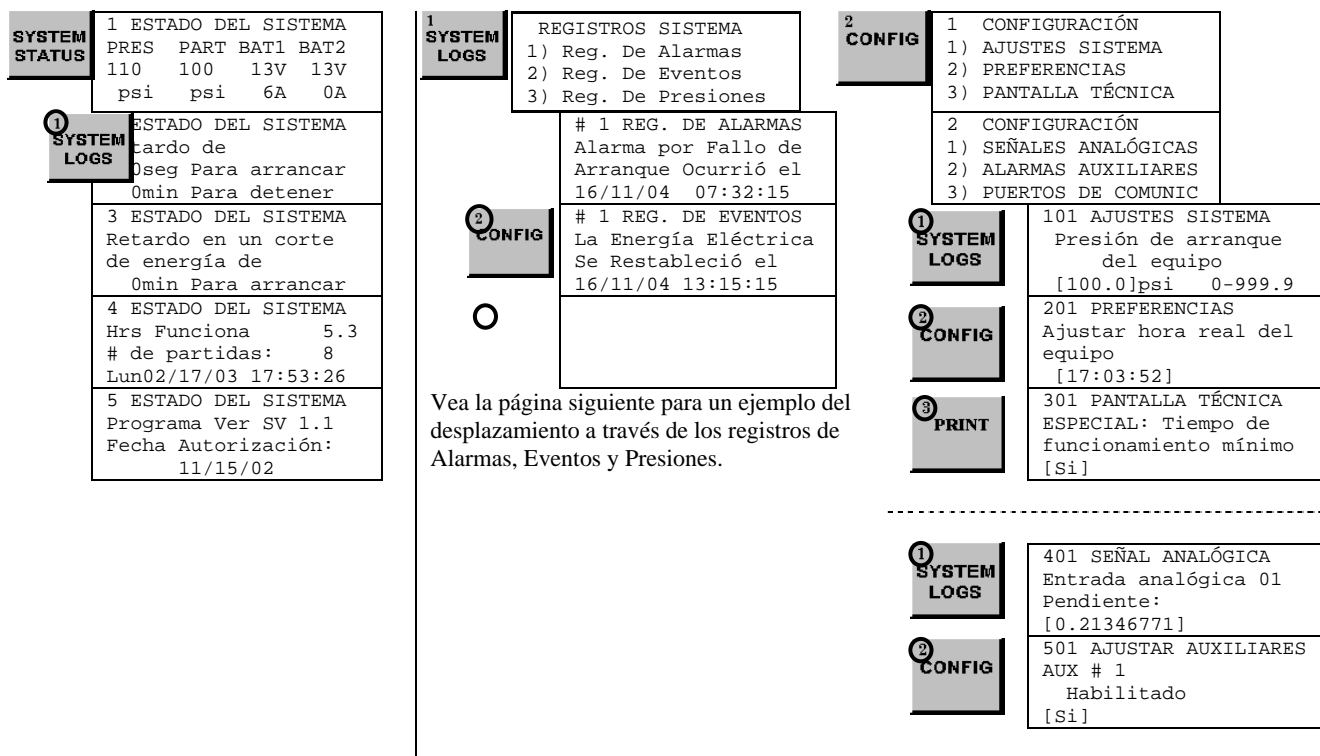 SYSTEM
STATUS
1 ESTADO DEL SISTEMA
PRES PART BAT1 BAT2
110 100 13V 13V
psi psi 6A 0A
1
SYSTEM
LOGS
ESTADO DEL SISTEMA
tardo de
0seg Para arrancar
0min Para detener
3 ESTADO DEL SISTEMA
Retardo en un corte
de energía de
0min Para arrancar
4 ESTADO DEL SISTEMA
Hrs Funciona 5.3
# de partidas: 8
Lun02/17/03 17:53:26
5 ESTADO DEL SISTEMA
Programa Ver SV 1.1
Fecha Autorización:
11/15/02
1
SYSTEM
LOGS
REGISTROS SISTEMA
1) Reg. De Alarmas
2) Reg. De Eventos
3) Reg. De Presiones
# 1 REG. DE ALARMAS
Alarma por Fallo de
Arranque Ocurrió el
16/11/04 07:32:15
2
CONFIG
# 1 REG. DE EVENTOS
La Energía Eléctrica
Se Restableció el
16/11/04 13:15:15
Vea la página siguiente para un ejemplo del
desplazamiento a través de los registros de
Alarmas, Eventos y Presiones.
2
CONFIG
1 CONFIGURACIÓN
1) AJUSTES SISTEMA
2) PREFERENCIAS
3) PANTALLA TÉCNICA
2 CONFIGURACIÓN
1) SEÑALES ANALÓGICAS
2) ALARMAS AUXILIARES
3) PUERTOS DE COMUNIC
1
SYSTEM
LOGS
101 AJUSTES SISTEMA
Presión de arranque
del equipo
[100.0]psi 0-999.9
2
CONFIG
201 PREFERENCIAS
Ajustar hora real del
equipo
[17:03:52]
3
PRINT
301 PANTALLA TÉCNICA
ESPECIAL: Tiempo de
funcionamiento mínimo
[Si]
1
SYSTEM
LOGS
401 SEÑAL ANALÓGICA
Entrada analógica 01
Pendiente:
[0.21346771]
2
CONFIG
501 AJUSTAR AUXILIARES
AUX # 1
Habilitado
[Si]